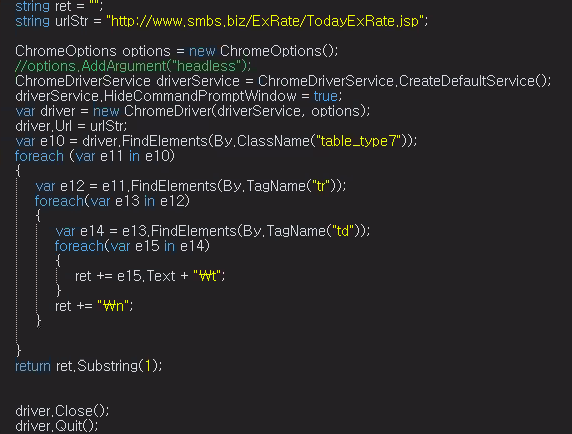 string ret = "";
string urlStr = "http://www.smbs.biz/ExRate/TodayExRate.jsp";
ChromeOptions options = new ChromeOptions();
//options.AddArgument("headless");
ChromeDriverService driverService = ChromeDriverService.CreateDefaultService();
driverService.HideCommandPromptWindow = true;
var driver = new ChromeDriver(driverService, options);
driver.Url = urlStr;
var e10 = driver.FindElements(By.ClassName("table_type7"));
foreach (var e11 in e10)
{
var e12 = e11.FindElements(By.TagName("tr"));
foreach(var e13 in e12)
{
var e14 = e13.FindElements(By.TagName("td"));
foreach(var e15 in e14)
{
ret += e15.Text + "₩t";
}
ret += "₩n";
}
}
return ret.Substring(1);
driver.Close();
driver.Quit();